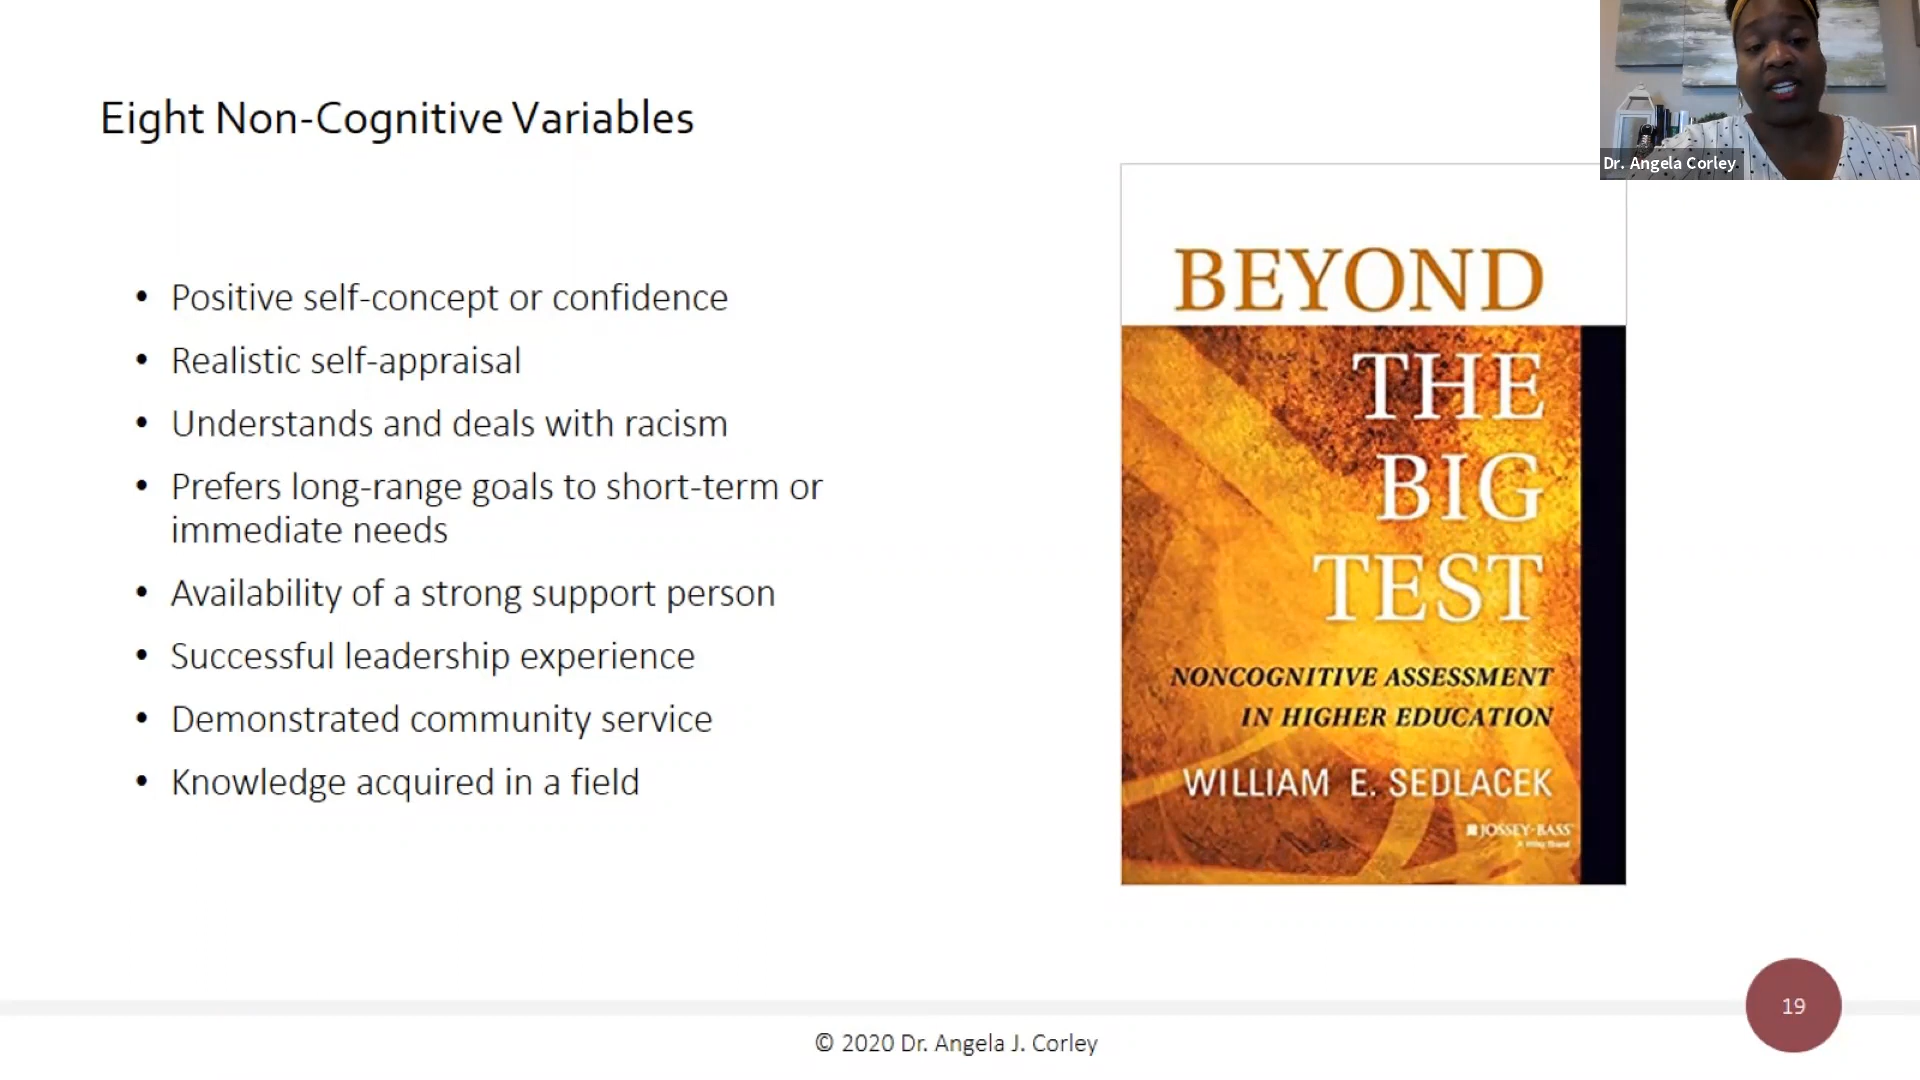 Eight Non-Cognitive Variables
Dr. Angela Corley
• Positive self-concept or confidence
• Realistic self-appraisal
• Understands and deals with racism
• Prefers long-range goals to short-term or
immediate needs
• Availability of a strong support person
• Successful leadership experience
• Demonstrated community service
• Knowledge acquired in a field
BEYOND
THE
BIG
TEST
NONCOGNITIVE ASSESSMENT
IN HIGHER EDUCATION
WILLIAM E. SEDLACEK
JOSSEY-BASS
A Wiley Brand
19
© 2020 Dr. Angela J. Corley